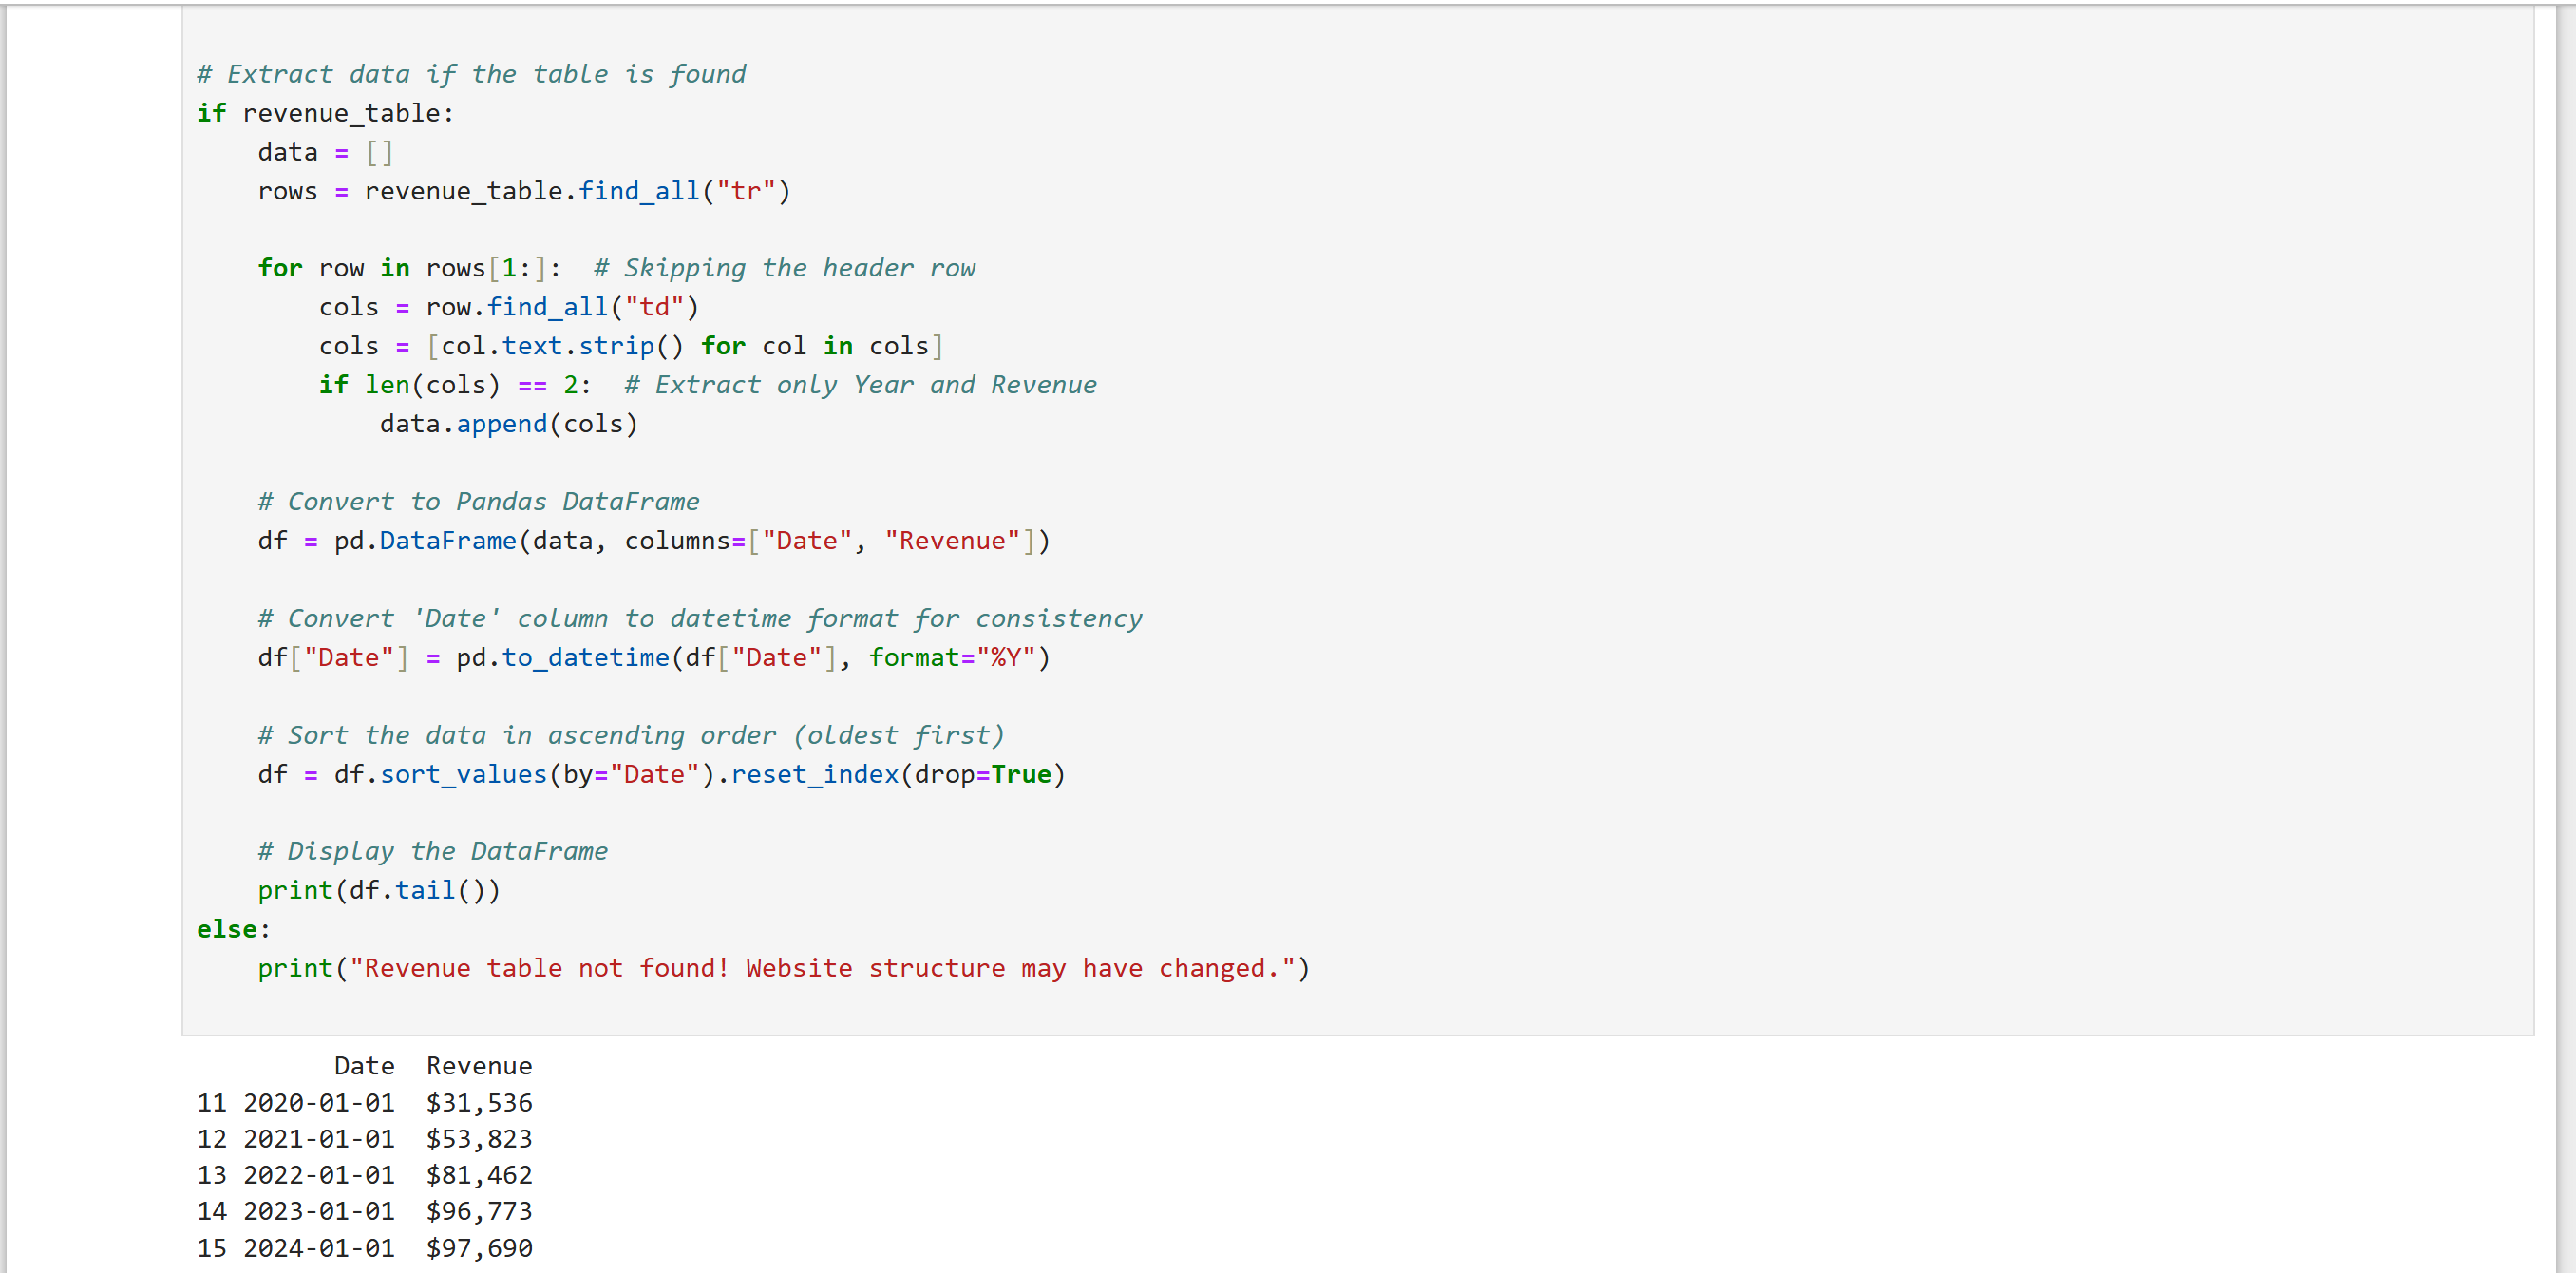 # Extract data if the table is found
if revenue_table:
    data = []
    rows = revenue_table.find_all("tr")

    for row in rows[1:]:  # Skipping the header row
        cols = row.find_all("td")
        cols = [col.text.strip() for col in cols]
        if len(cols) == 2:  # Extract only Year and Revenue
            data.append(cols)

    # Convert to Pandas DataFrame
    df = pd.DataFrame(data, columns=["Date", "Revenue"])

    # Convert 'Date' column to datetime format for consistency
    df["Date"] = pd.to_datetime(df["Date"], format="%Y")

    # Sort the data in ascending order (oldest first)
    df = df.sort_values(by="Date").reset_index(drop=True)

    # Display the DataFrame
    print(df.tail())
else:
    print("Revenue table not found! Website structure may have changed.")

         Date  Revenue
11 2020-01-01  $31,536
12 2021-01-01  $53,823
13 2022-01-01  $81,462
14 2023-01-01  $96,773
15 2024-01-01  $97,690